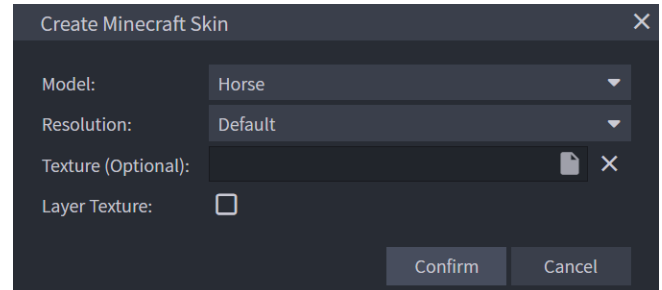 Create Minecraft Skin
Model: Horse
Resolution: Default
Texture (Optional):
Layer Texture:
Confirm Cancel